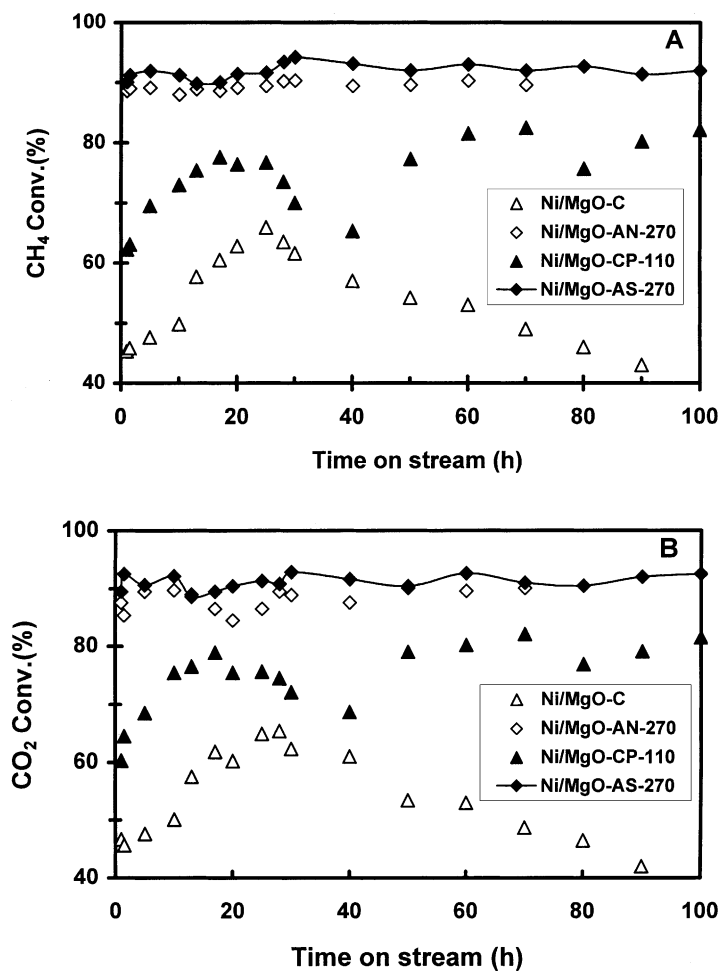 A
CH4 Conv.(%)
100
80
60
40
Ni/MgO-C
Ni/MgO-AN-270
Ni/MgO-CP-110
Ni/MgO-AS-270
0 20 40 60 80 100
Time on stream (h)
B
CO2 Conv.(%)
100
80
60
40
Ni/MgO-C
Ni/MgO-AN-270
Ni/MgO-CP-110
Ni/MgO-AS-270
0 20 40 60 80 100
Time on stream (h)